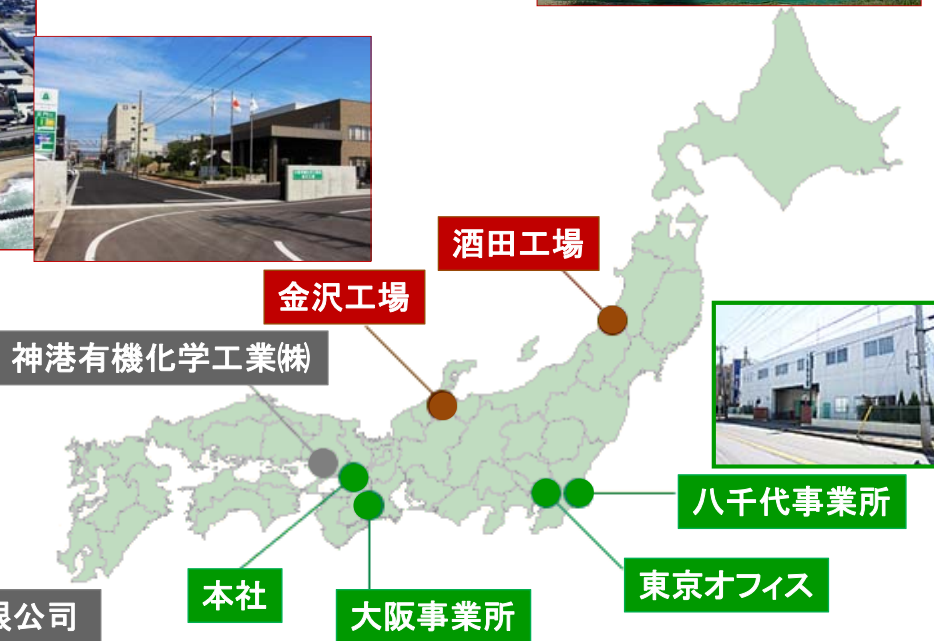 酒田工場
金沢工場
神港有機化学工業㈱
八千代事業所
東京オフィス
本社
大阪事業所
限公司